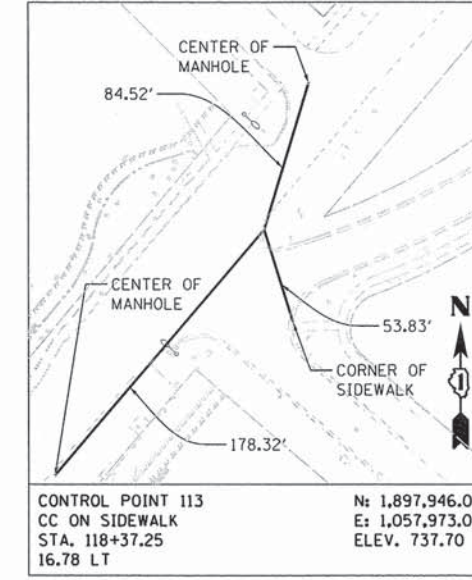 CENTER OF
MANHOLE
84.52'
CENTER OF
MANHOLE
N
53.83'
CORNER OF
SIDEWALK
178.32'
CONTROL POINT 113
CC ON SIDEWALK
STA. 118+37.25
16.78 LT
N: 1,897,946.0
E: 1,057,973.0
ELEV. 737.70